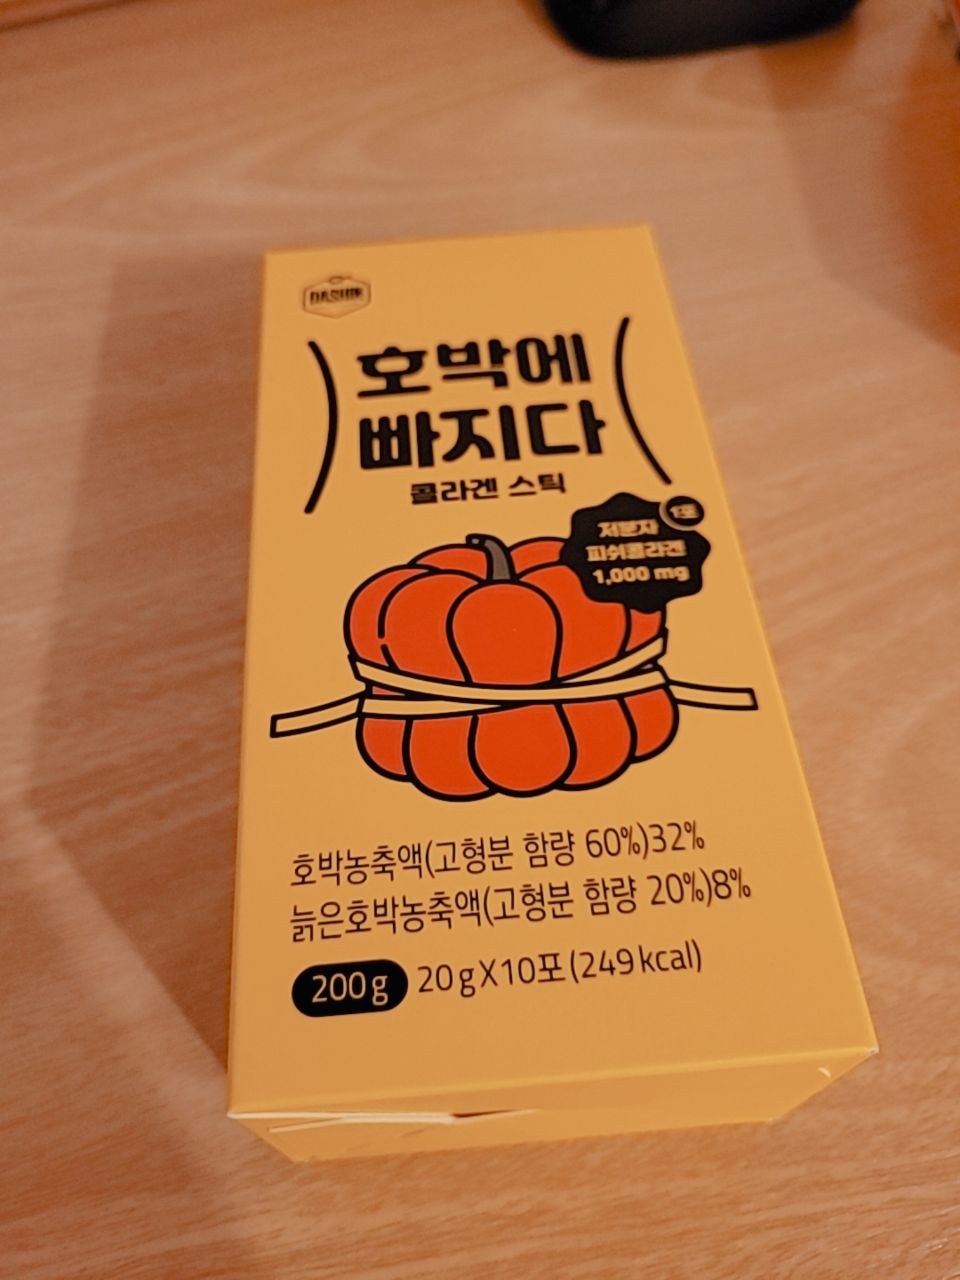 호박에
빠지다
콜라겐 스틱
1포
저분자
피쉬콜라겐
1,000 mg
호박농축액(고형분 함량 60%)32%
늙은호박농축액(고형분 함량 20%)8%
200g 20gX10포(249kcal)